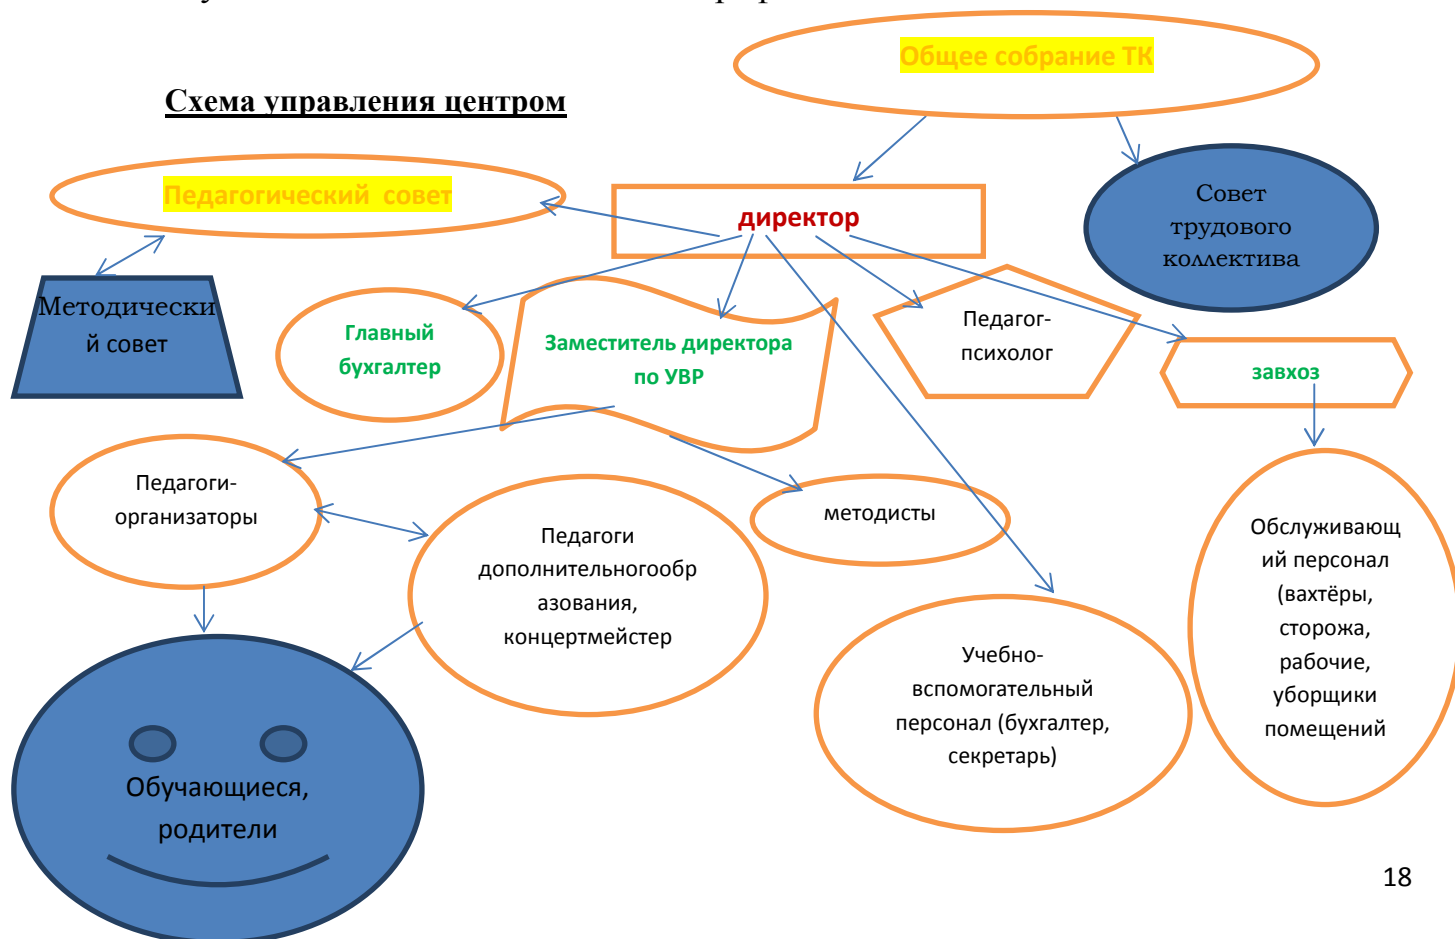 Общее собрание ТК
Схема управления центром
Педагогический совет
директор
Совет
трудового
коллектива
Методически
й совет
Главный
бухгалтер
Заместитель директора
по УВР
Педагог-
психолог
завхоз
Педагоги-
организаторы
Педагоги
дополнительногообр
азования,
концертмейстер
методисты
Обслуживающ
ий персонал
(вахтёры,
сторожа,
рабочие,
уборщики
помещений
Учебно-
вспомогательный
персонал (бухгалтер,
секретарь)
Обучающиеся,
родители
18